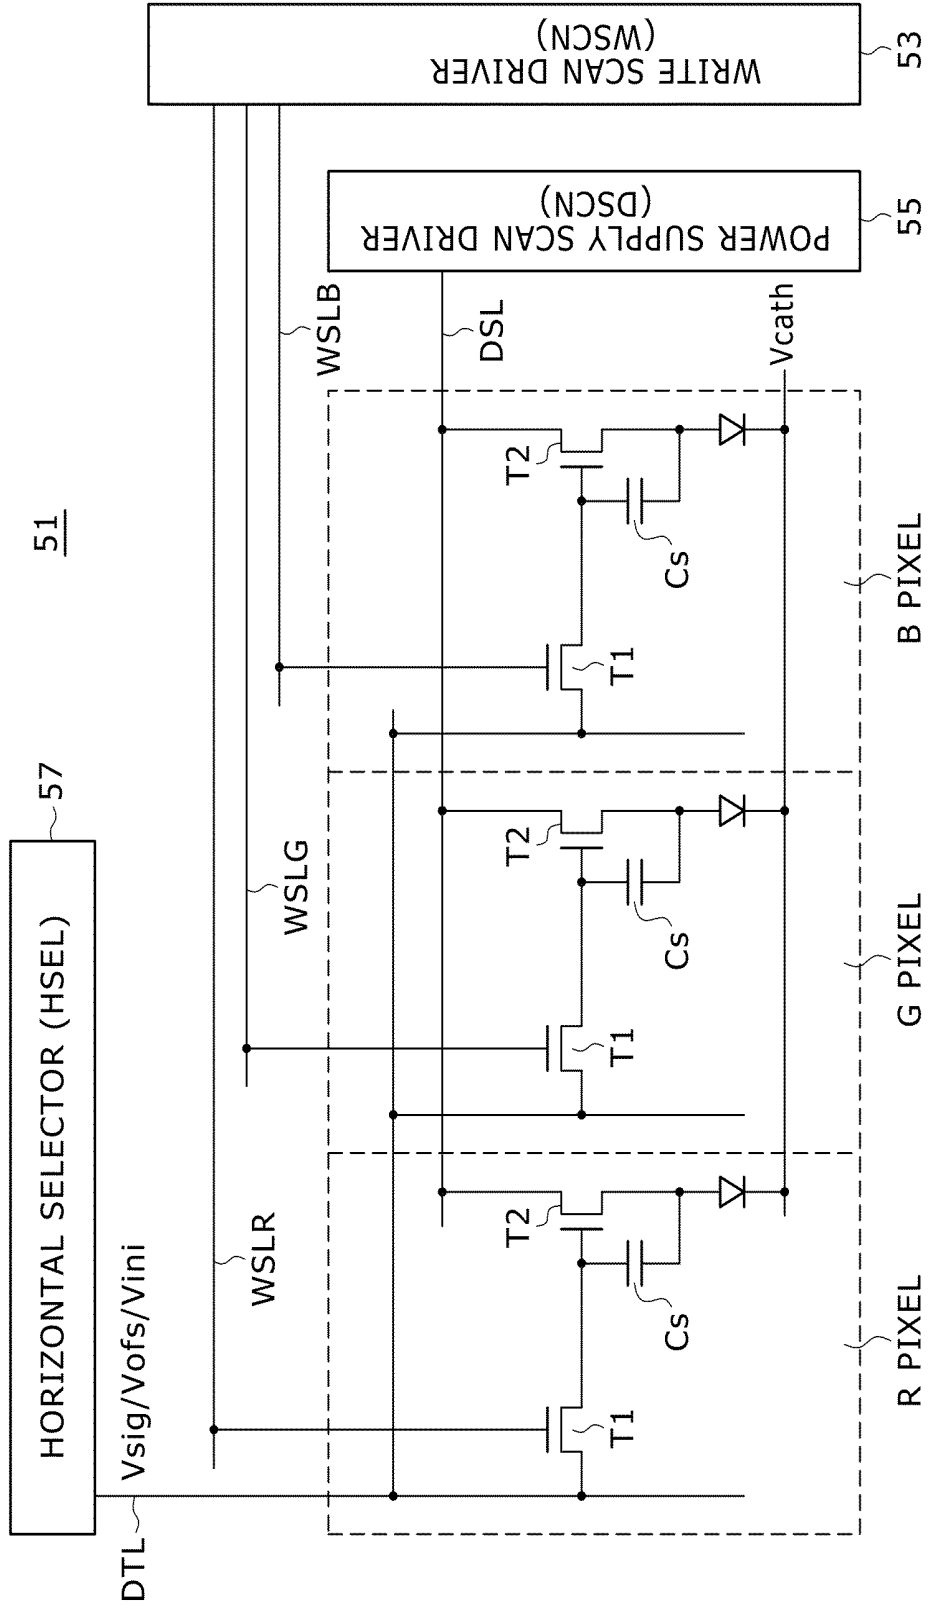 51
HORIZONTAL SELECTOR (HSEL)
57
DTL
Vsig/Vofs/Vini
WSLR
WSLG
WSLB
WRITE SCAN DRIVER
(WSCN)
53
POWER SUPPLY SCAN DRIVER
(DSCN)
55
DSL
Vcath
T1
T2
Cs
R PIXEL
T1
T2
Cs
G PIXEL
T1
T2
Cs
B PIXEL